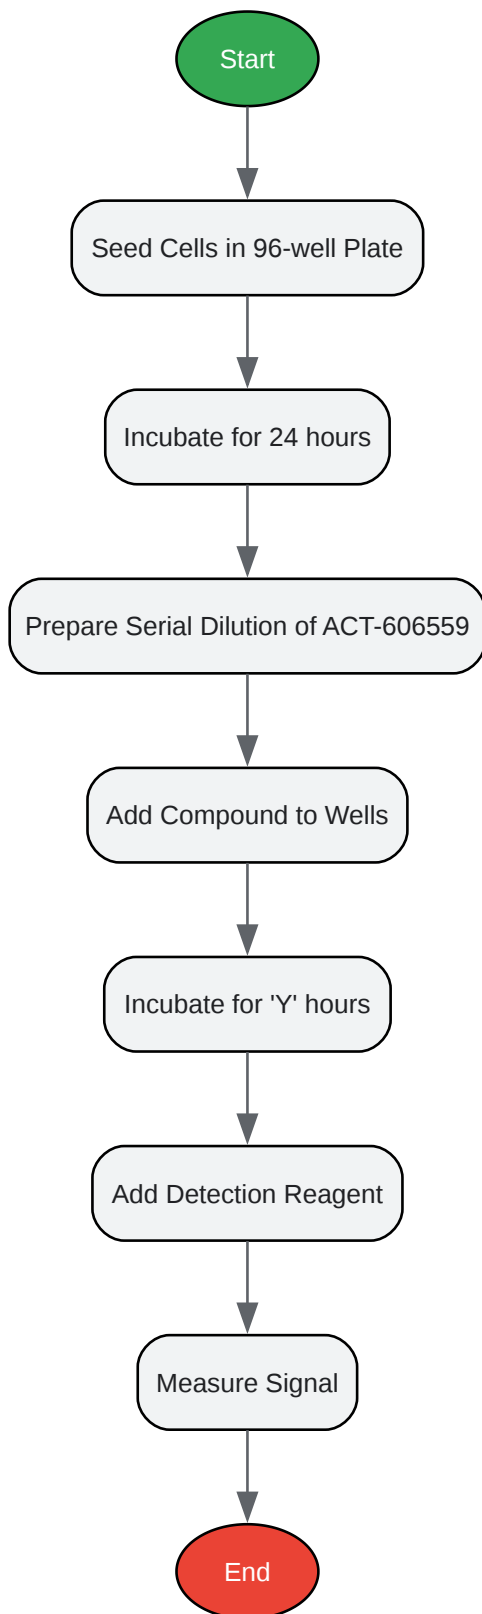 Start
Seed Cells in 96-well Plate
Incubate for 24 hours
Prepare Serial Dilution of ACT-606559
Add Compound to Wells
Incubate for 'Y' hours
Add Detection Reagent
Measure Signal
End